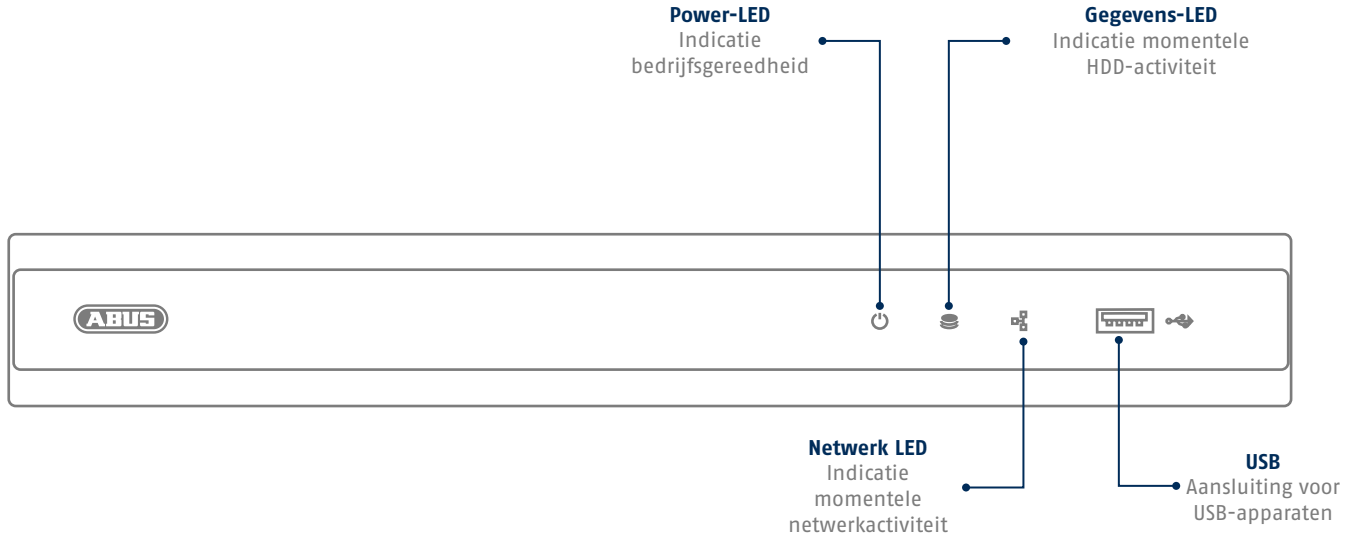 Power-LED
Indicatie
bedrijfsgereedheid
Gegevens-LED
Indicatie momentele
HDD-activiteit
ABUS
Netwerk LED
Indicatie
momentele
netwerkactiviteit
USB
Aansluiting voor
USB-apparaten